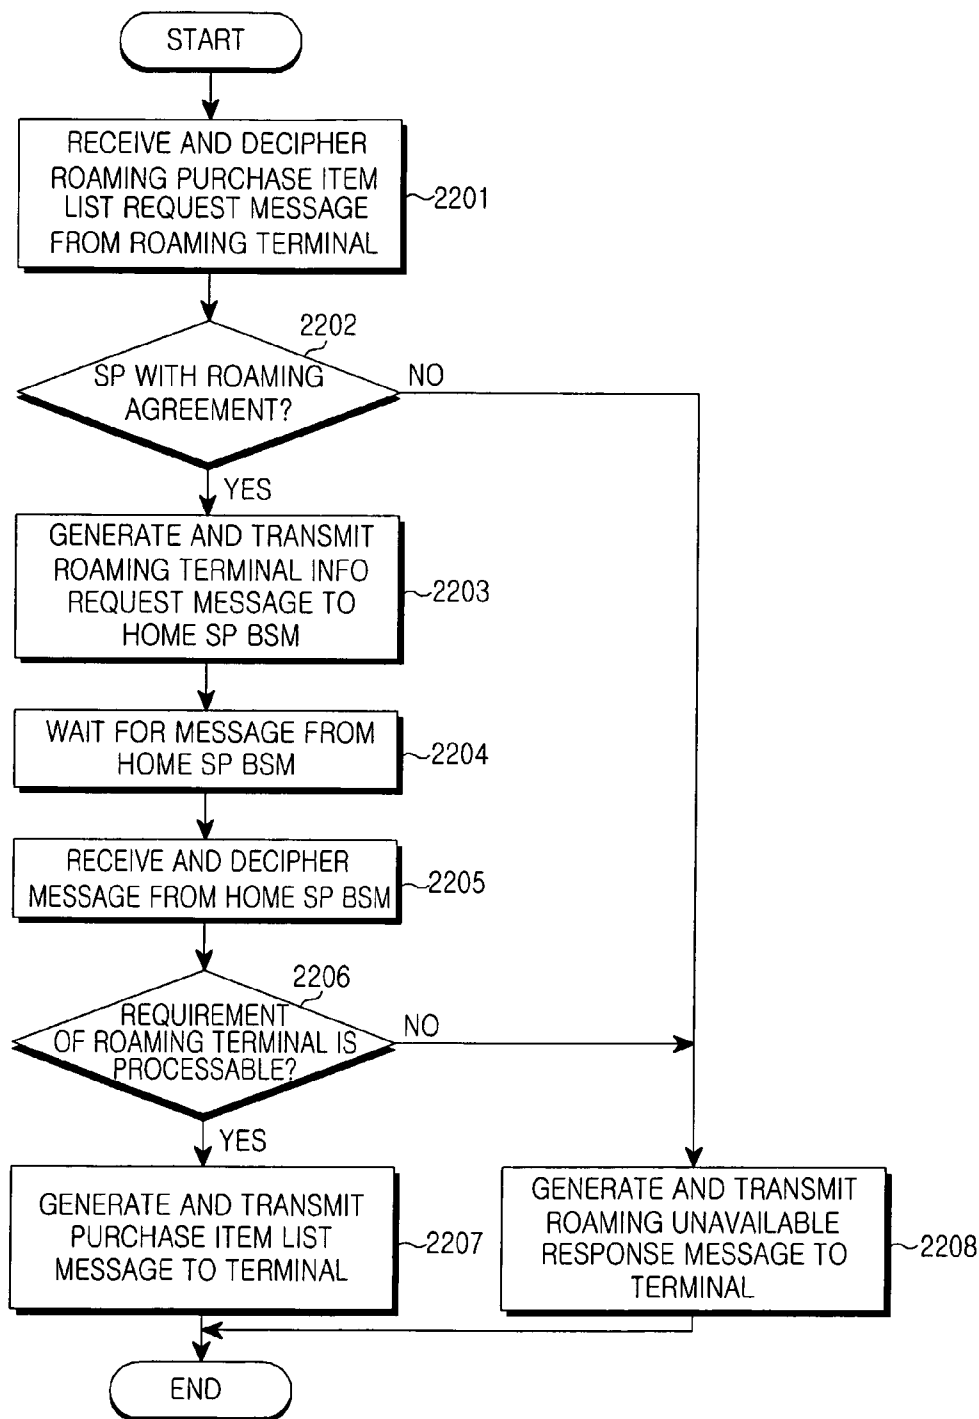 START
RECEIVE AND DECIPHER
ROAMING PURCHASE ITEM
LIST REQUEST MESSAGE
FROM ROAMING TERMINAL
2201
2202
SP WITH ROAMING
AGREEMENT?
NO
YES
GENERATE AND TRANSMIT
ROAMING TERMINAL INFO
REQUEST MESSAGE TO
HOME SP BSM
2203
WAIT FOR MESSAGE FROM
HOME SP BSM
2204
RECEIVE AND DECIPHER
MESSAGE FROM HOME SP BSM
2205
2206
REQUIREMENT
OF ROAMING TERMINAL IS
PROCESSABLE?
NO
YES
GENERATE AND TRANSMIT
PURCHASE ITEM LIST
MESSAGE TO TERMINAL
2207
GENERATE AND TRANSMIT
ROAMING UNAVAILABLE
RESPONSE MESSAGE TO
TERMINAL
2208
END